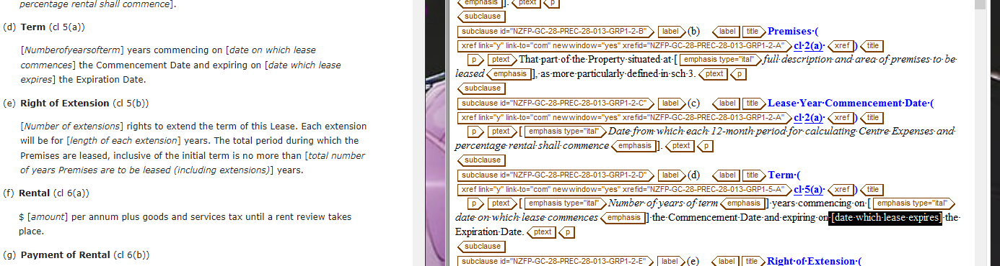 percentage rental shall commence].
(d) Term (cl 5(a))
[Numberofyearsofterm] years commencing on [date on which lease
commences] the Commencement Date and expiring on [date which lease
expires] the Expiration Date.
(e) Right of Extension (cl 5(b))
[Number of extensions] rights to extend the term of this Lease. Each extension
will be for [length of each extension] years. The total period during which the
Premises are leased, inclusive of the initial term is no more than [total number
of years Premises are to be leased (including extensions)] years.
(f) Rental (cl 6(a))
$ [amount] per annum plus goods and services tax until a rent review takes
place.
(g) Payment of Rental (cl 6(b))
emphasis ]. ptext p
subclause
subclause id="NZFP-GC-28-PREC-28-013-GRP1-2-B" label (b) label title Premises·(
xref link="y" link-to="com" newwindow="yes" xrefid="NZFP-GC-28-PREC-28-013-GRP1-2-A" cl·2(a)· xref ) title
p ptext That·part·of·the·Property·situated·at·[ emphasis type="ital" full·description·and·area·of·premises·to·be·
leased emphasis ],·as·more·particularly·defined·in·sch·3. ptext p
subclause
subclause id="NZFP-GC-28-PREC-28-013-GRP1-2-C" label (c) label title Lease·Year·Commencement·Date·(
xref link="y" link-to="com" newwindow="yes" xrefid="NZFP-GC-28-PREC-28-013-GRP1-2-A" cl·2(a)· xref ) title
p ptext [ emphasis type="ital" Date·from·which·each·12-month·period·for·calculating·Centre·Expenses·and·
percentage·rental·shall·commence emphasis ]. ptext p
subclause
subclause id="NZFP-GC-28-PREC-28-013-GRP1-2-D" label (d) label title Term·(
xref link="y" link-to="com" newwindow="yes" xrefid="NZFP-GC-28-PREC-28-013-GRP1-5-A" cl·5(a)· xref ) title
p ptext [ emphasis type="ital" Number·of·years·of·term emphasis ]·years·commencing·on·[ emphasis type="ital"
date·on·which·lease·commences emphasis ]·the·Commencement·Date·and·expiring·on·[date·which·lease·expires]·the·
Expiration·Date. ptext p
subclause
subclause id="NZFP-GC-28-PREC-28-013-GRP1-2-E" label (e) label title Right·of·Extension·(